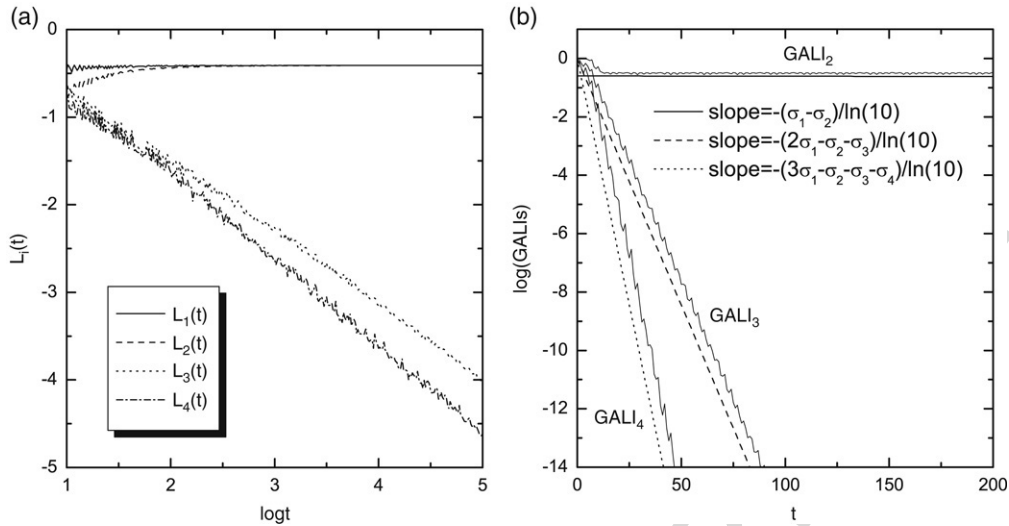 (a)
0
-1
-2
-3
-4
-5
L_i(t)
L_1(t)
L_2(t)
L_3(t)
L_4(t)
1 2 3 4 5
logt
(b)
0
-2
-4
-6
-8
-10
-12
-14
log(GALIs)
GALI_2
slope=-(σ_1-σ_2)/ln(10)
slope=-(2σ_1-σ_2-σ_3)/ln(10)
slope=-(3σ_1-σ_2-σ_3-σ_4)/ln(10)
GALI_3
GALI_4
0 50 100 150 200
t